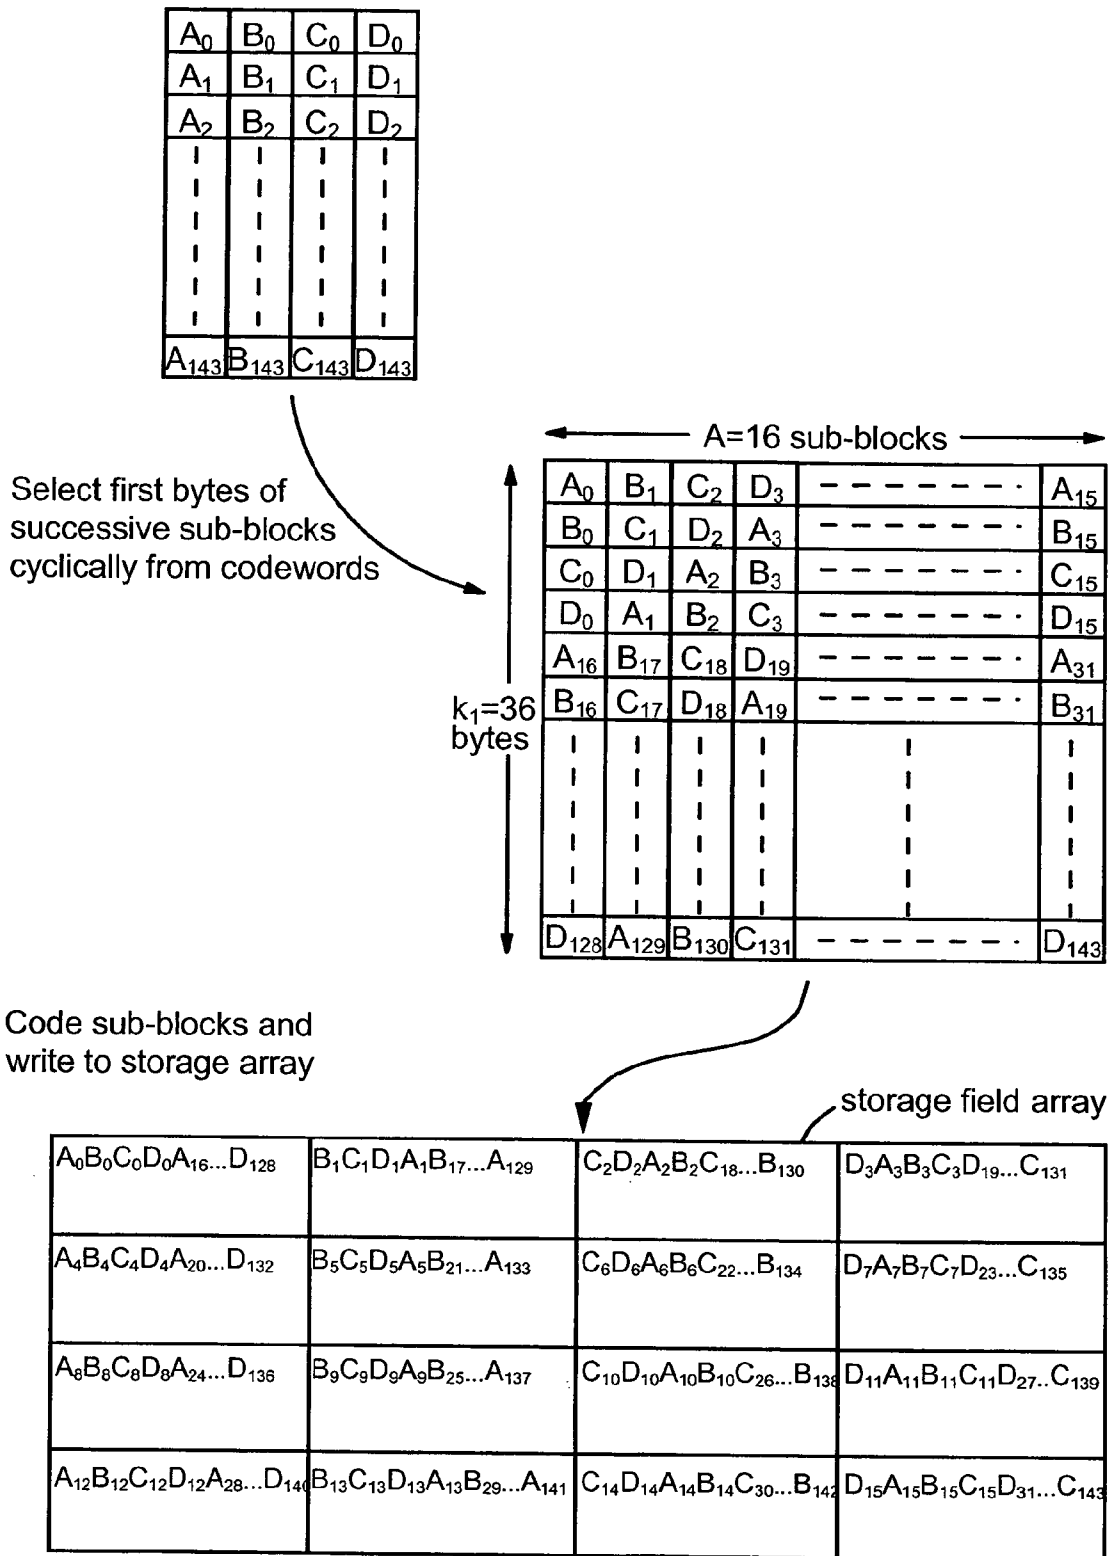 A₀ B₀ C₀ D₀
A₁ B₁ C₁ D₁
A₂ B₂ C₂ D₂
A₁₄₃ B₁₄₃ C₁₄₃ D₁₄₃
Select first bytes of
successive sub-blocks
cyclically from codewords
A=16 sub-blocks
A₀ B₁ C₂ D₃ A₁₅
B₀ C₁ D₂ A₃ B₁₅
C₀ D₁ A₂ B₃ C₁₅
D₀ A₁ B₂ C₃ D₁₅
A₁₆ B₁₇ C₁₈ D₁₉ A₃₁
B₁₆ C₁₇ D₁₈ A₁₉ B₃₁
k₁=36
bytes
D₁₂₈ A₁₂₉ B₁₃₀ C₁₃₁ D₁₄₃
Code sub-blocks and
write to storage array
storage field array
A₀B₀C₀D₀A₁₆...D₁₂₈ B₁C₁D₁A₁B₁₇...A₁₂₉ C₂D₂A₂B₂C₁₈...B₁₃₀ D₃A₃B₃C₃D₁₉...C₁₃₁
A₄B₄C₄D₄A₂₀...D₁₃₂ B₅C₅D₅A₅B₂₁...A₁₃₃ C₆D₆A₆B₆C₂₂...B₁₃₄ D₇A₇B₇C₇D₂₃...C₁₃₅
A₈B₈C₈D₈A₂₄...D₁₃₆ B₉C₉D₉A₉B₂₅...A₁₃₇ C₁₀D₁₀A₁₀B₁₀C₂₆...B₁₃₈ D₁₁A₁₁B₁₁C₁₁D₂₇..C₁₃₉
A₁₂B₁₂C₁₂D₁₂A₂₈...D₁₄₀ B₁₃C₁₃D₁₃A₁₃B₂₉...A₁₄₁ C₁₄D₁₄A₁₄B₁₄C₃₀...B₁₄₂ D₁₅A₁₅B₁₅C₁₅D₃₁...C₁₄₃